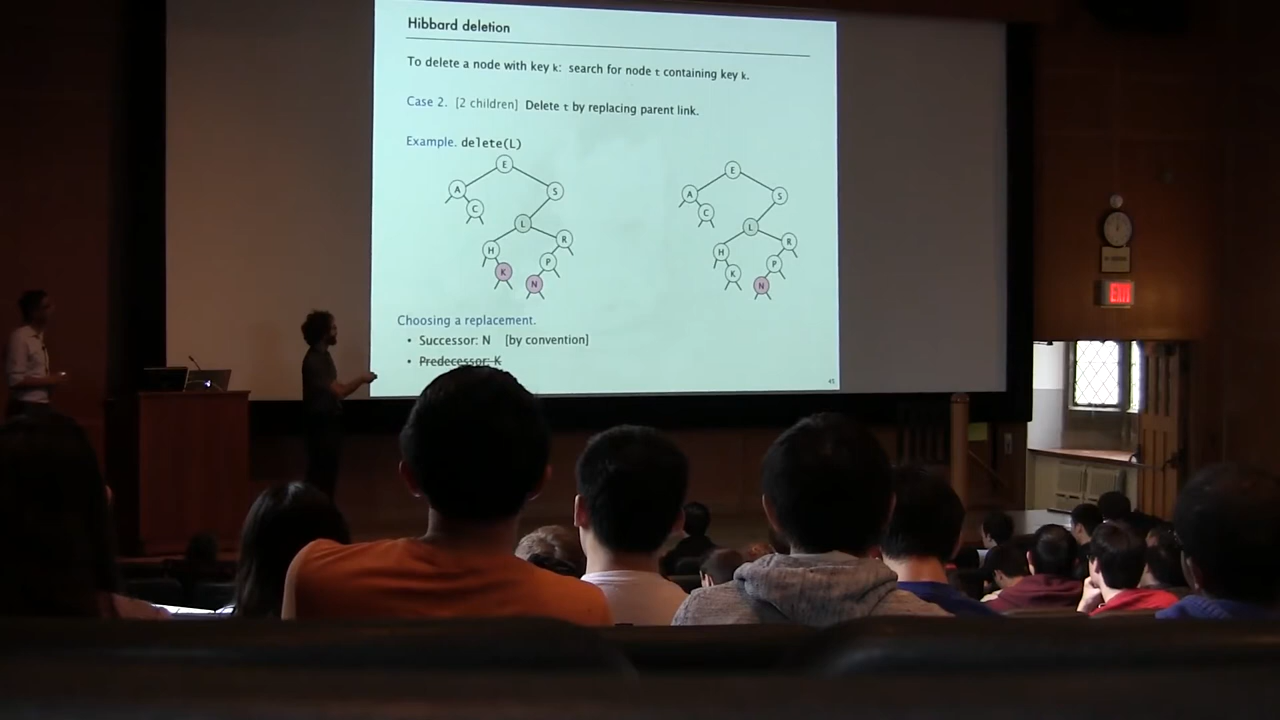 Hibbard deletion
To delete a node with key k: search for node t containing key k.
Case 2. [2 children] Delete t by replacing parent link.
Example. delete(L)
E
A
S
C
L
H
R
K
P
N
E
A
S
C
L
H
R
K
P
N
Choosing a replacement.
• Successor: N [by convention]
• Predecessor: K
EXIT